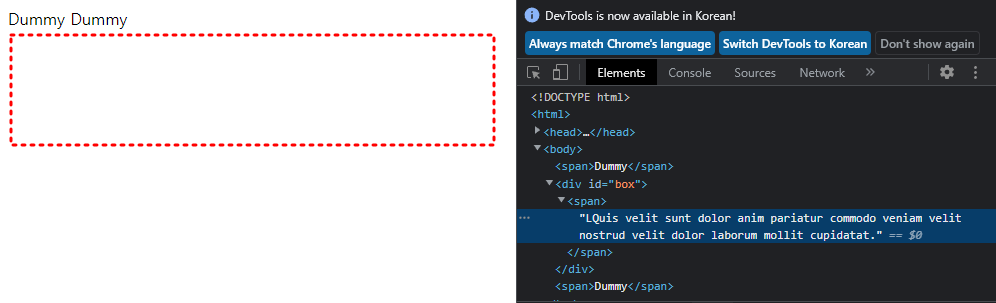 Dummy Dummy
DevTools is now available in Korean!
Always match Chrome's language
Switch DevTools to Korean
Don't show again
Elements
Console
Sources
Network
»
<!DOCTYPE html>
<html>
<head>…</head>
<body>
<span>Dummy</span>
<div id="box">
<span>
"LQuis velit sunt dolor anim pariatur commodo veniam velit
nostrud velit dolor laborum mollit cupidatat." == $0
</span>
</div>
<span>Dummy</span>